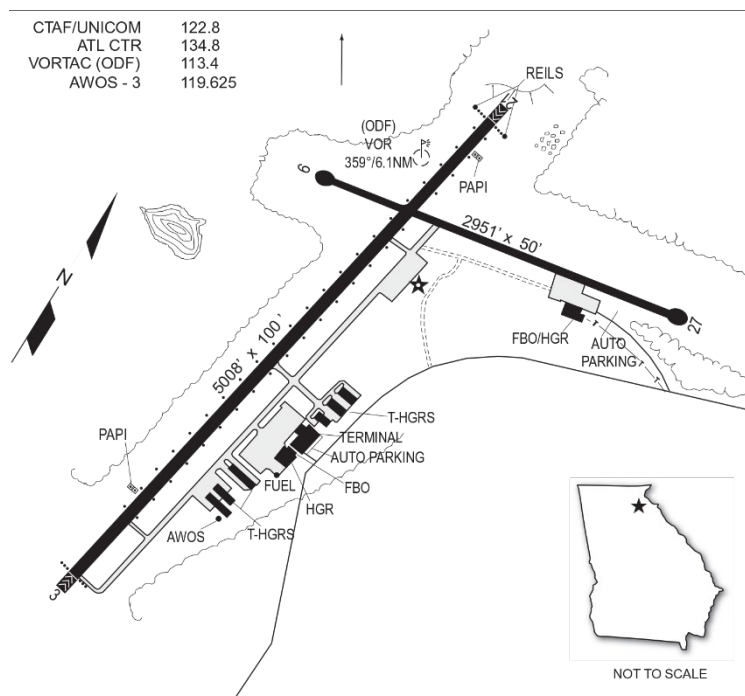 CTAF/UNICOM 122.8
ATL CTR 134.8
VORTAC (ODF) 113.4
AWOS - 3 119.625
REILS
(ODF)
VOR
359°/6.1NM
PAPI
9
2951' x 50'
N
27
FBO/HGR
AUTO
PARKING
5008' x 100'
T-HGRS
PAPI
TERMINAL
AUTO PARKING
FUEL
FBO
HGR
AWOS
T-HGRS
3
NOT TO SCALE